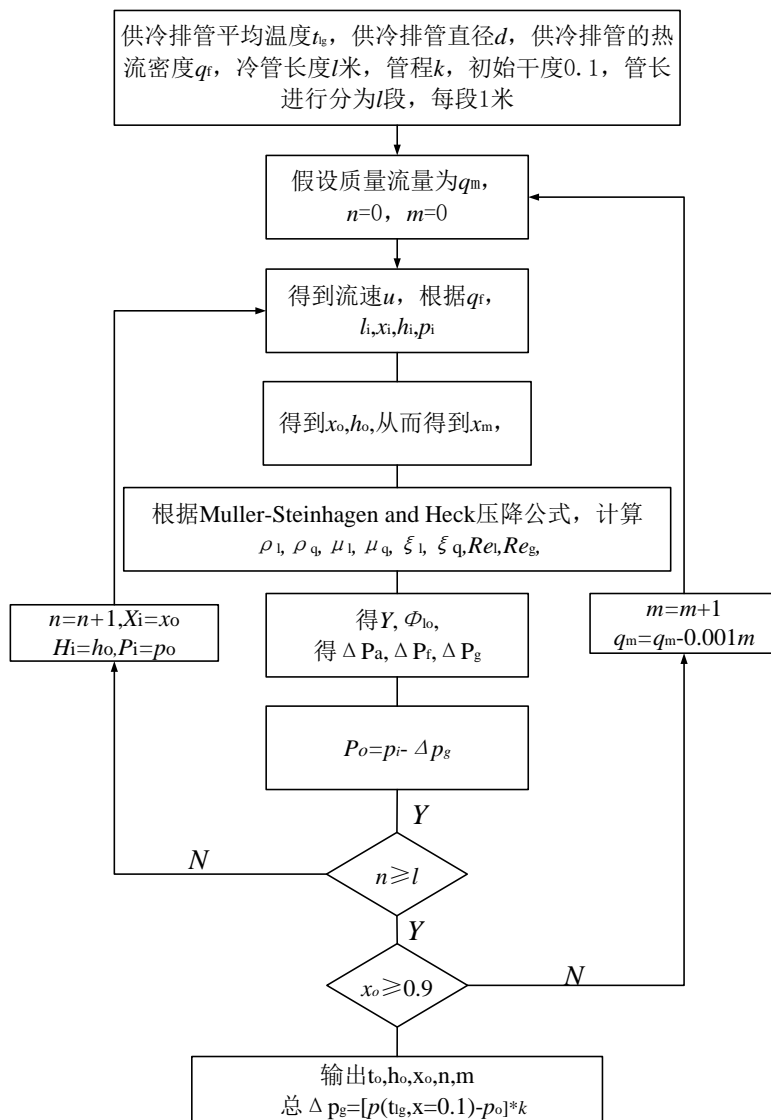 供冷排管平均温度tlg，供冷排管直径d，供冷排管的热
流密度qf，冷管长度l米，管程k，初始干度0.1，管长
进行分为l段，每段1米
假设质量流量为qm，
n=0，m=0
得到流速u，根据qf，
li,xi,hi,pi
得到xo,ho,从而得到xm，
根据Muller-Steinhagen and Heck压降公式，计算
ρl, ρq, μl, μq, ξl, ξq,Rel,Reg,
n=n+1,Xi=xo
Hi=ho,Pi=po
得Y, Φlo,
得ΔPa,ΔPf,ΔPg
m=m+1
qm=qm-0.001m
Po=pi-Δpg
Y
N
n≥l
Y
xo≥0.9
N
输出to,ho,xo,n,m
总Δpg=[p(tlg,x=0.1)-po]*k